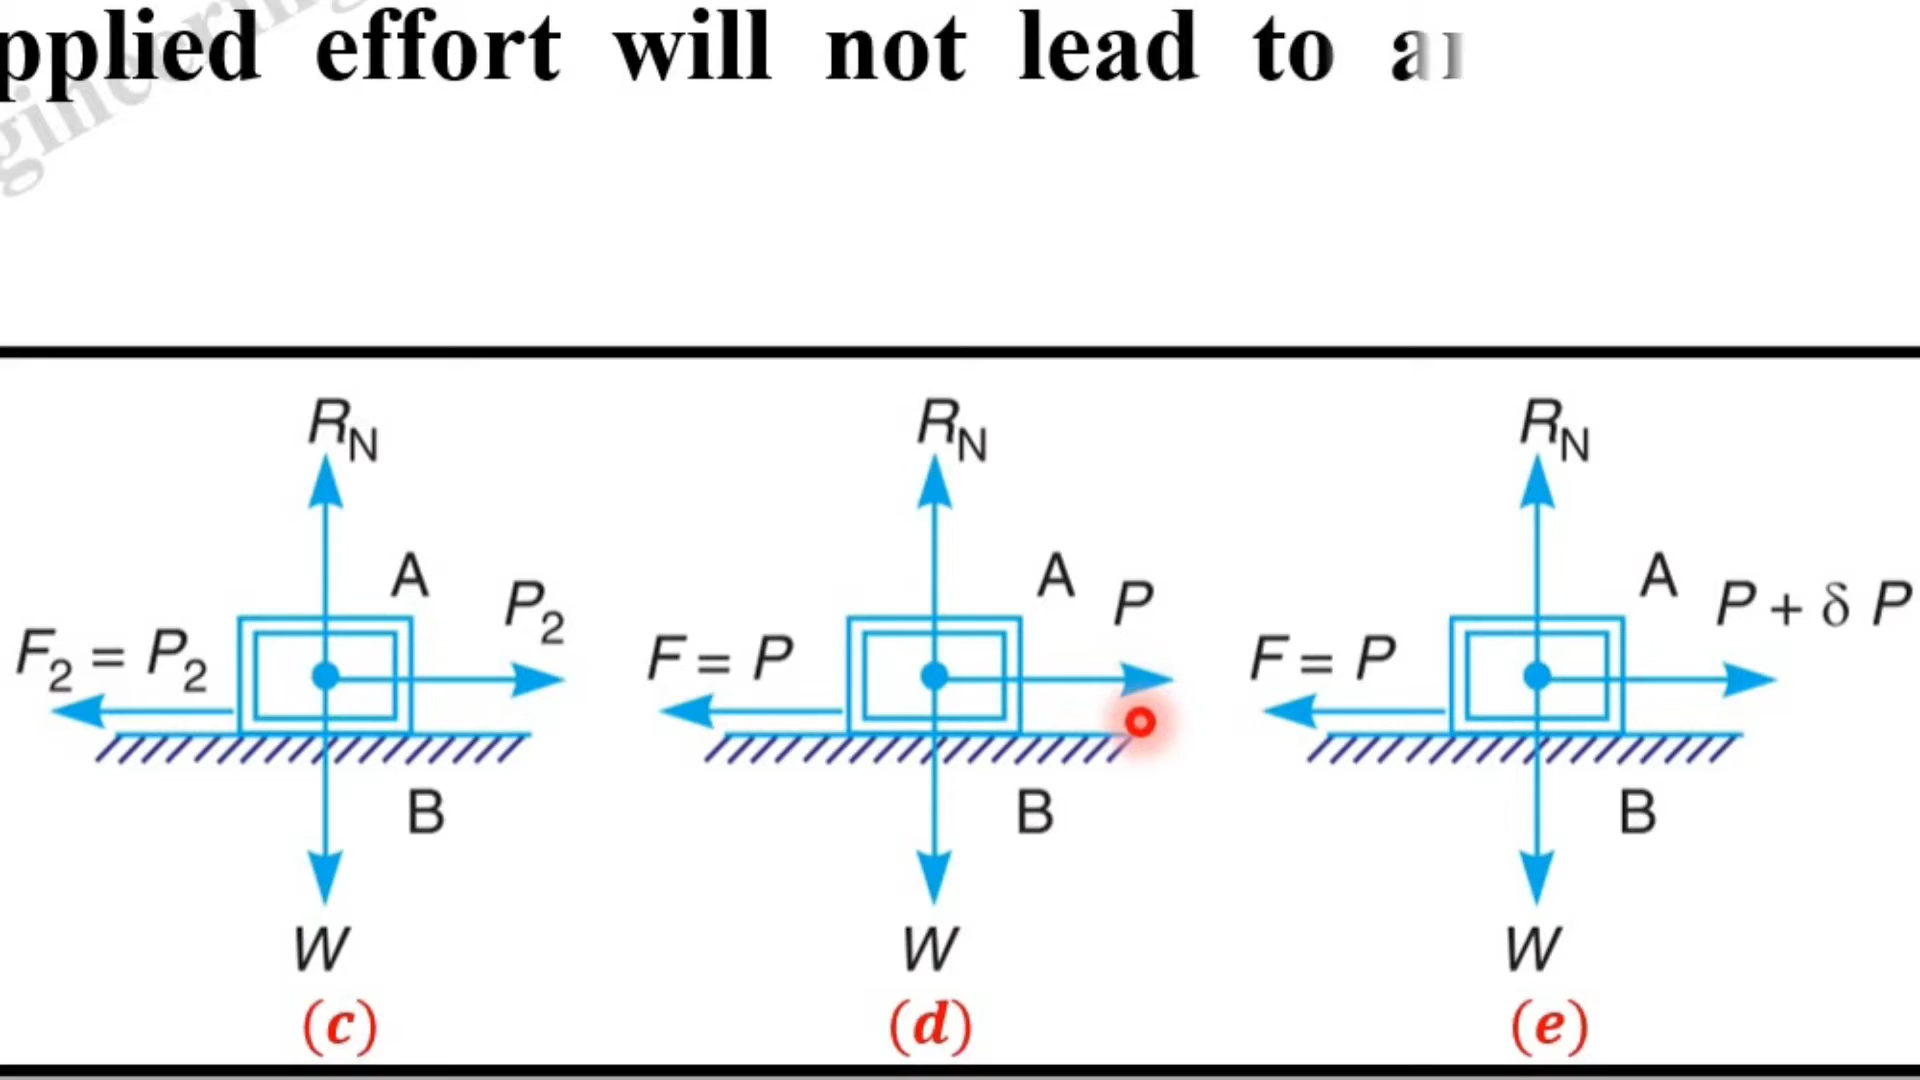 pplied effort will not lead to a
R_N R_N R_N
A A A
P_2 P P + δ P
F_2 = P_2 F = P F = P
B B B
W W W
(c) (d) (e)